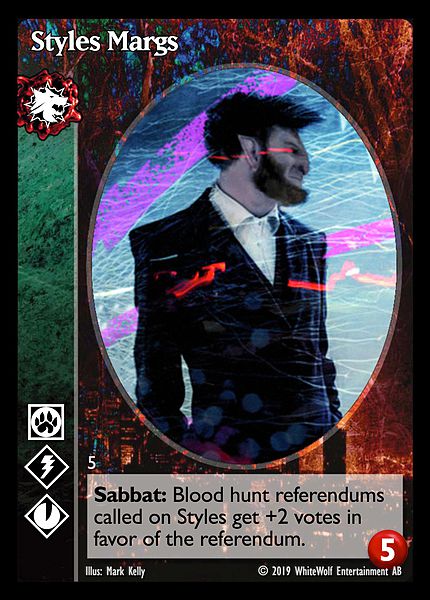 Styles Margs
5
Sabbat: Blood hunt referendums
called on Styles get +2 votes in
favor of the referendum.
5
Illus: Mark Kelly © 2019 WhiteWolf Entertainment AB